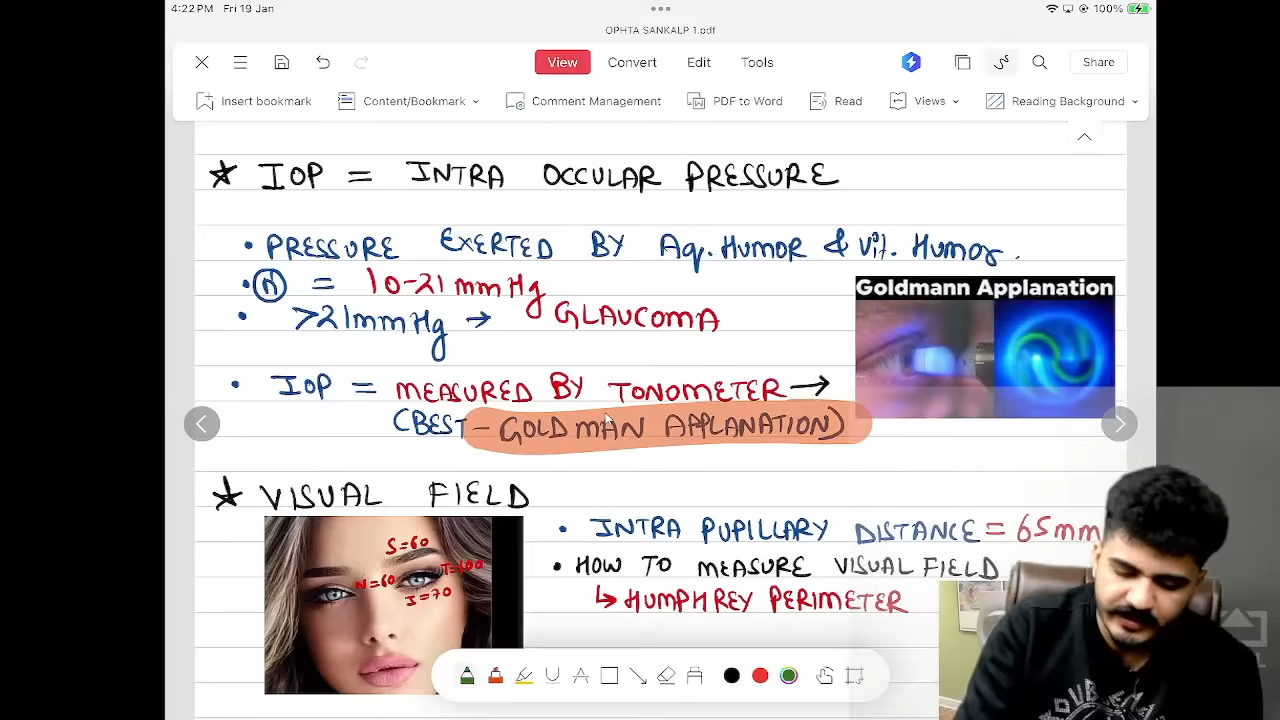 4:22 PM Fri 19 Jan
100%
OPHTA SANKALP 1.pdf
View Convert Edit Tools
Share
Insert bookmark Content/Bookmark Comment Management PDF to Word Read Views Reading Background
★ IOP = INTRA OCCULAR PRESSURE
• PRESSURE EXERTED BY Aq. HUMOR & Vit. Humor.
• (N) = 10-21 mmHg
Goldmann Applanation
• >21mmHg → GLAUCOMA
• IOP = MEASURED BY TONOMETER →
(BEST - GOLDMAN APPLANATION)
★ VISUAL FIELD
• INTRA PUPILLARY DISTANCE = 65mm
S=60
N=60
T=100
I=70
• HOW TO MEASURE VISUAL FIELD
↳ HUMPHREY PERIMETER